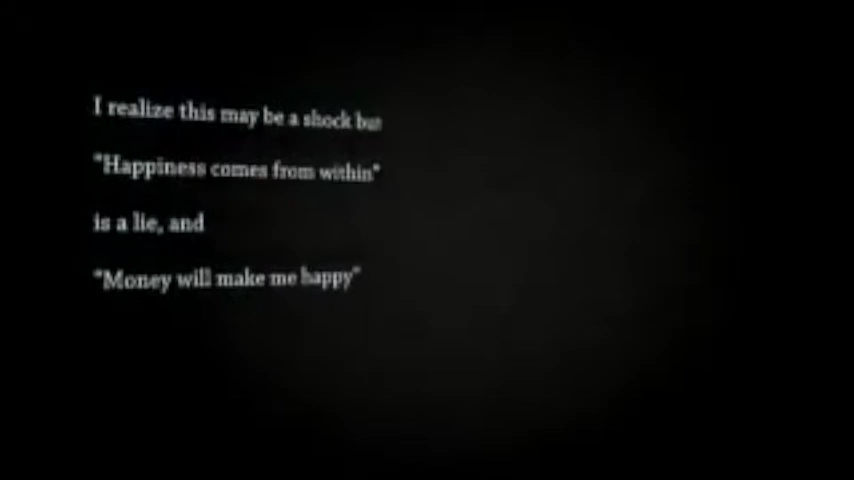 I realize this may be a shock but
"Happiness comes from within"
is a lie, and
"Money will make me happy"